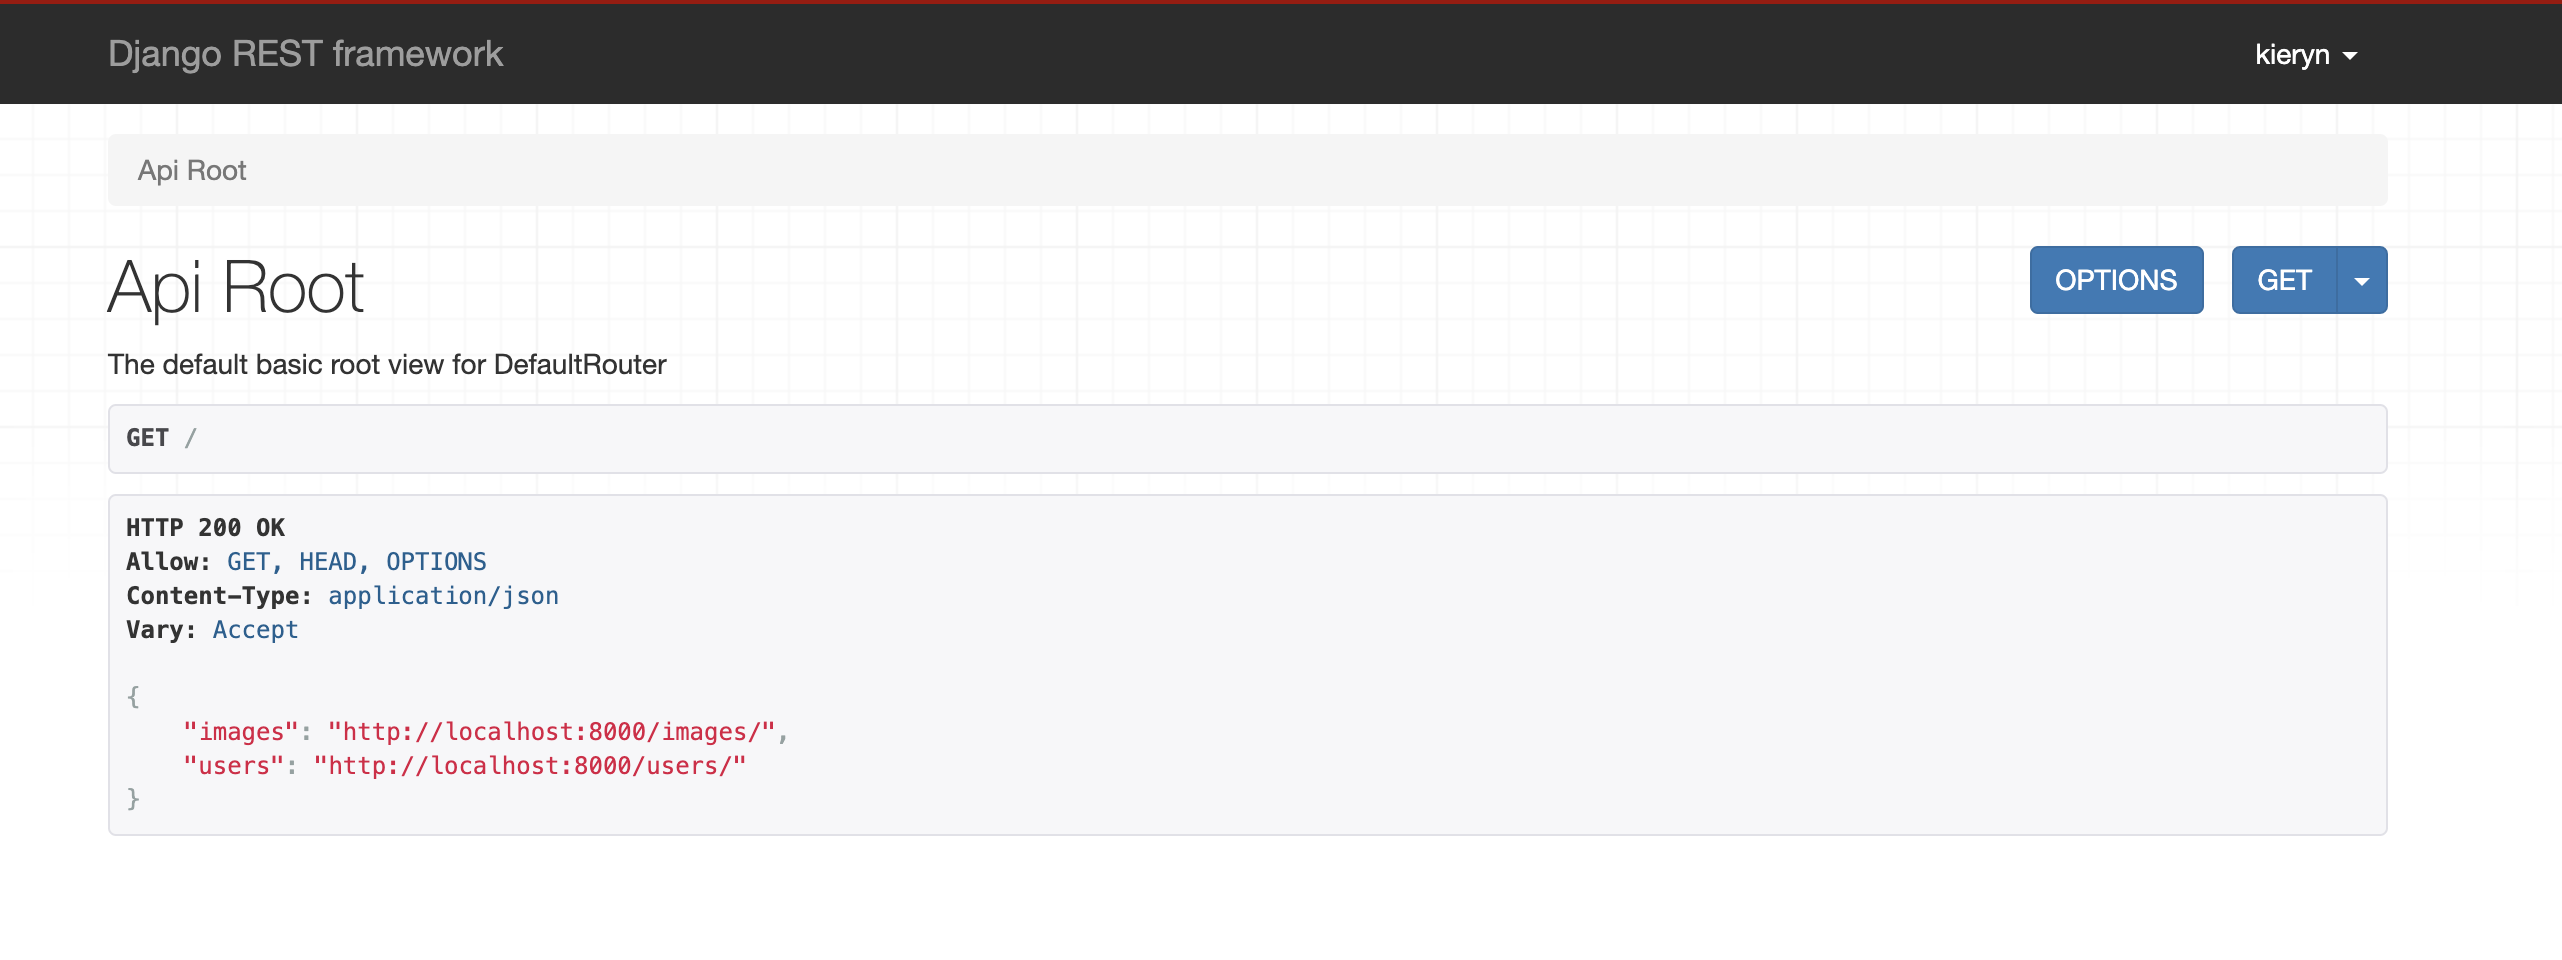 Django REST framework
kieryn
Api Root
Api Root
OPTIONS
GET
The default basic root view for DefaultRouter
GET /
HTTP 200 OK
Allow: GET, HEAD, OPTIONS
Content-Type: application/json
Vary: Accept
{
    "images": "http://localhost:8000/images/",
    "users": "http://localhost:8000/users/"
}